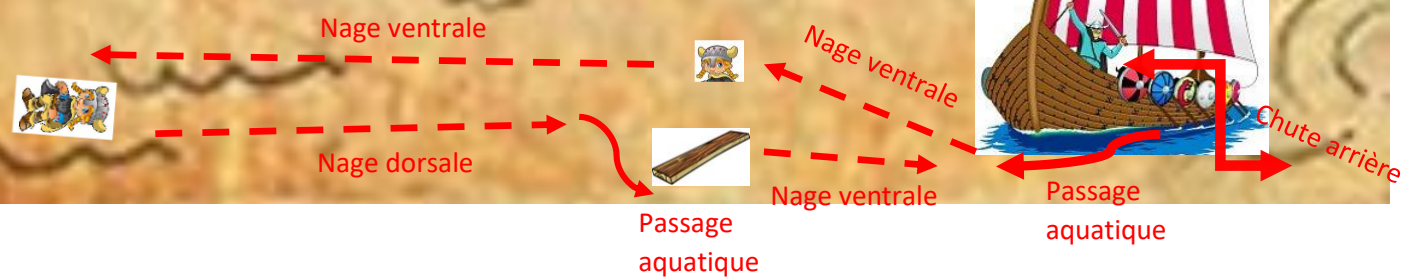 Nage ventrale
Nage ventrale
Chute arrière
Nage dorsale
Nage ventrale
Passage
aquatique
Passage
aquatique